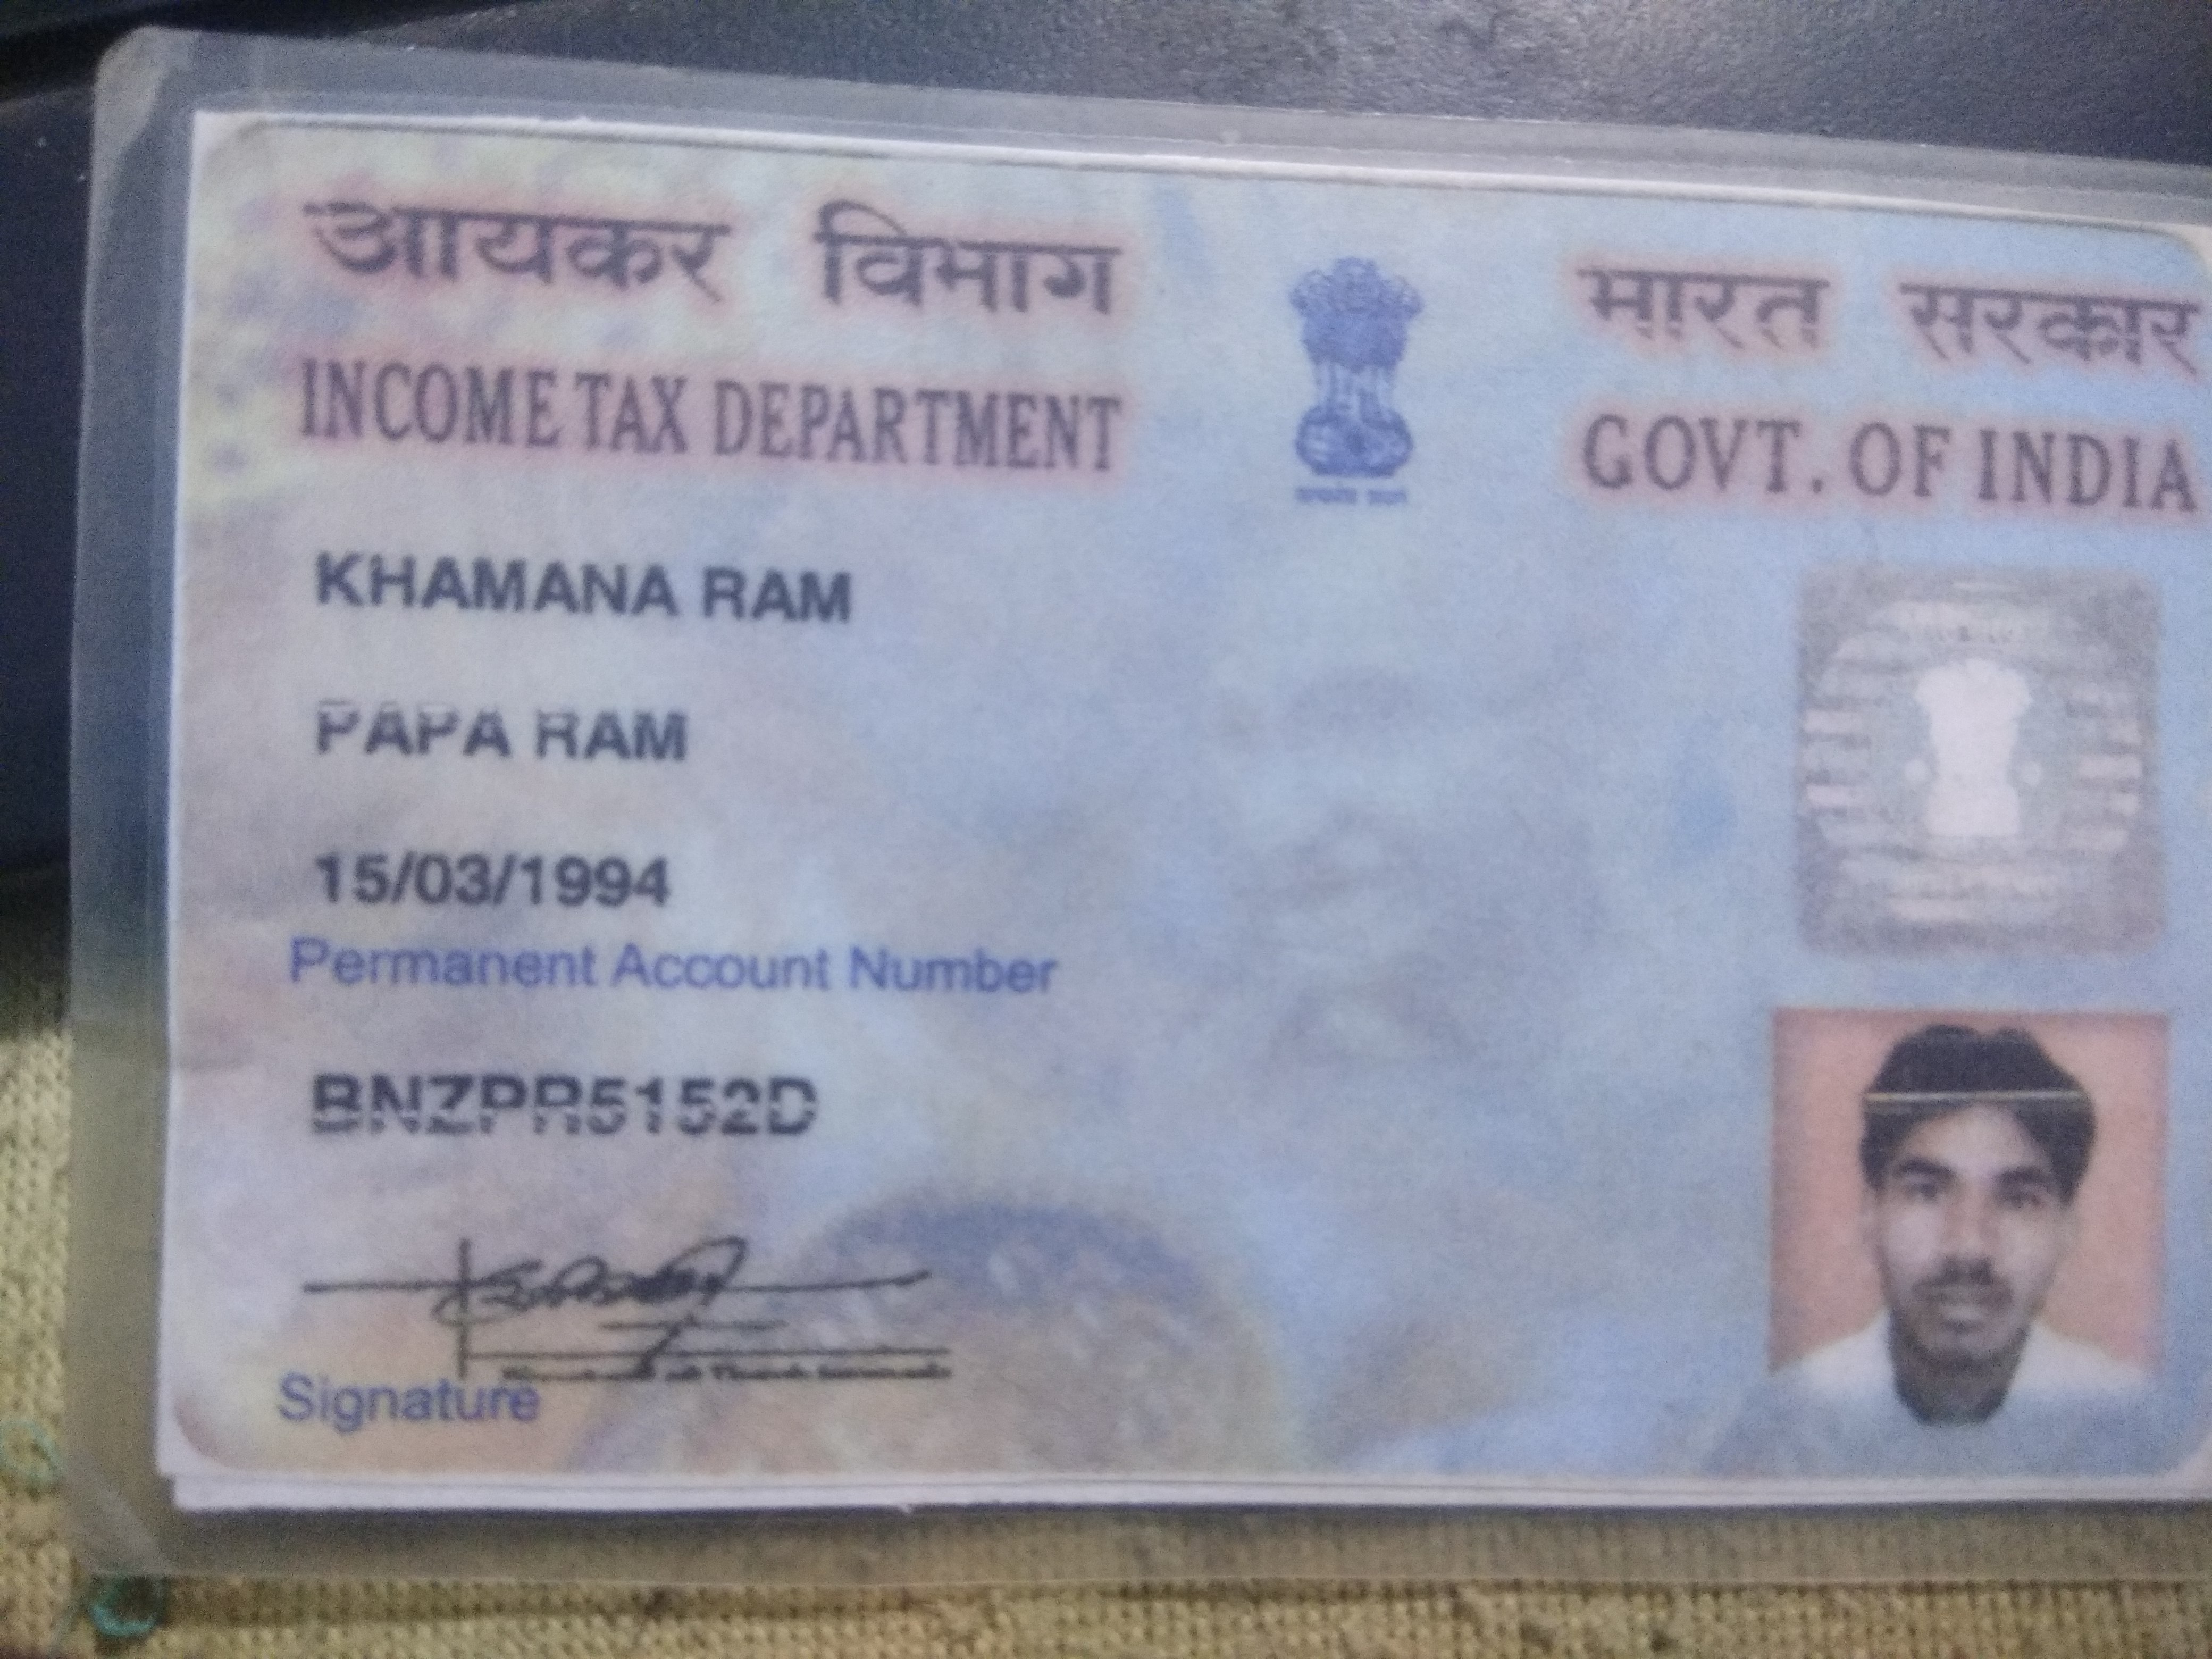 आयकर विभाग
भारत सरकार
INCOME TAX DEPARTMENT
GOVT. OF INDIA
KHAMANA RAM
PAPA RAM
15/03/1994
Permanent Account Number
BNZPR5152D
Signature